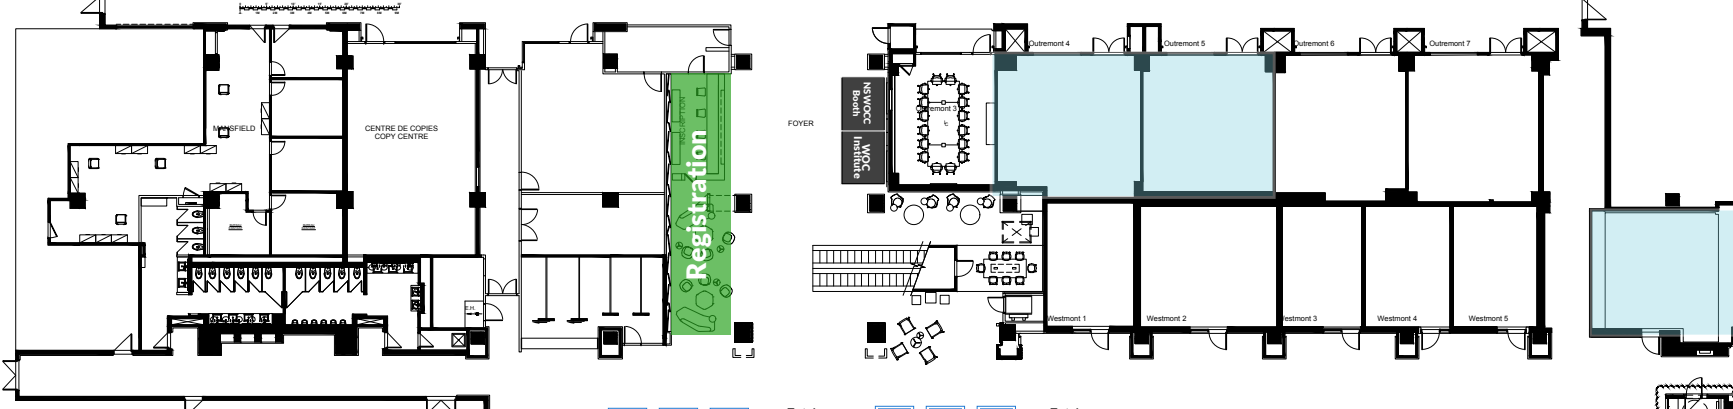 Outremont 4
Outremont 5
Outremont 6
Outremont 7
NSWOCC
Booth
WOC
Institute
Outremont 3
MANSFIELD
CENTRE DE COPIES
COPY CENTRE
INSCRIPTION
Registration
FOYER
E.H.
Westmont 1
Westmont 2
Westmont 3
Westmont 4
Westmont 5